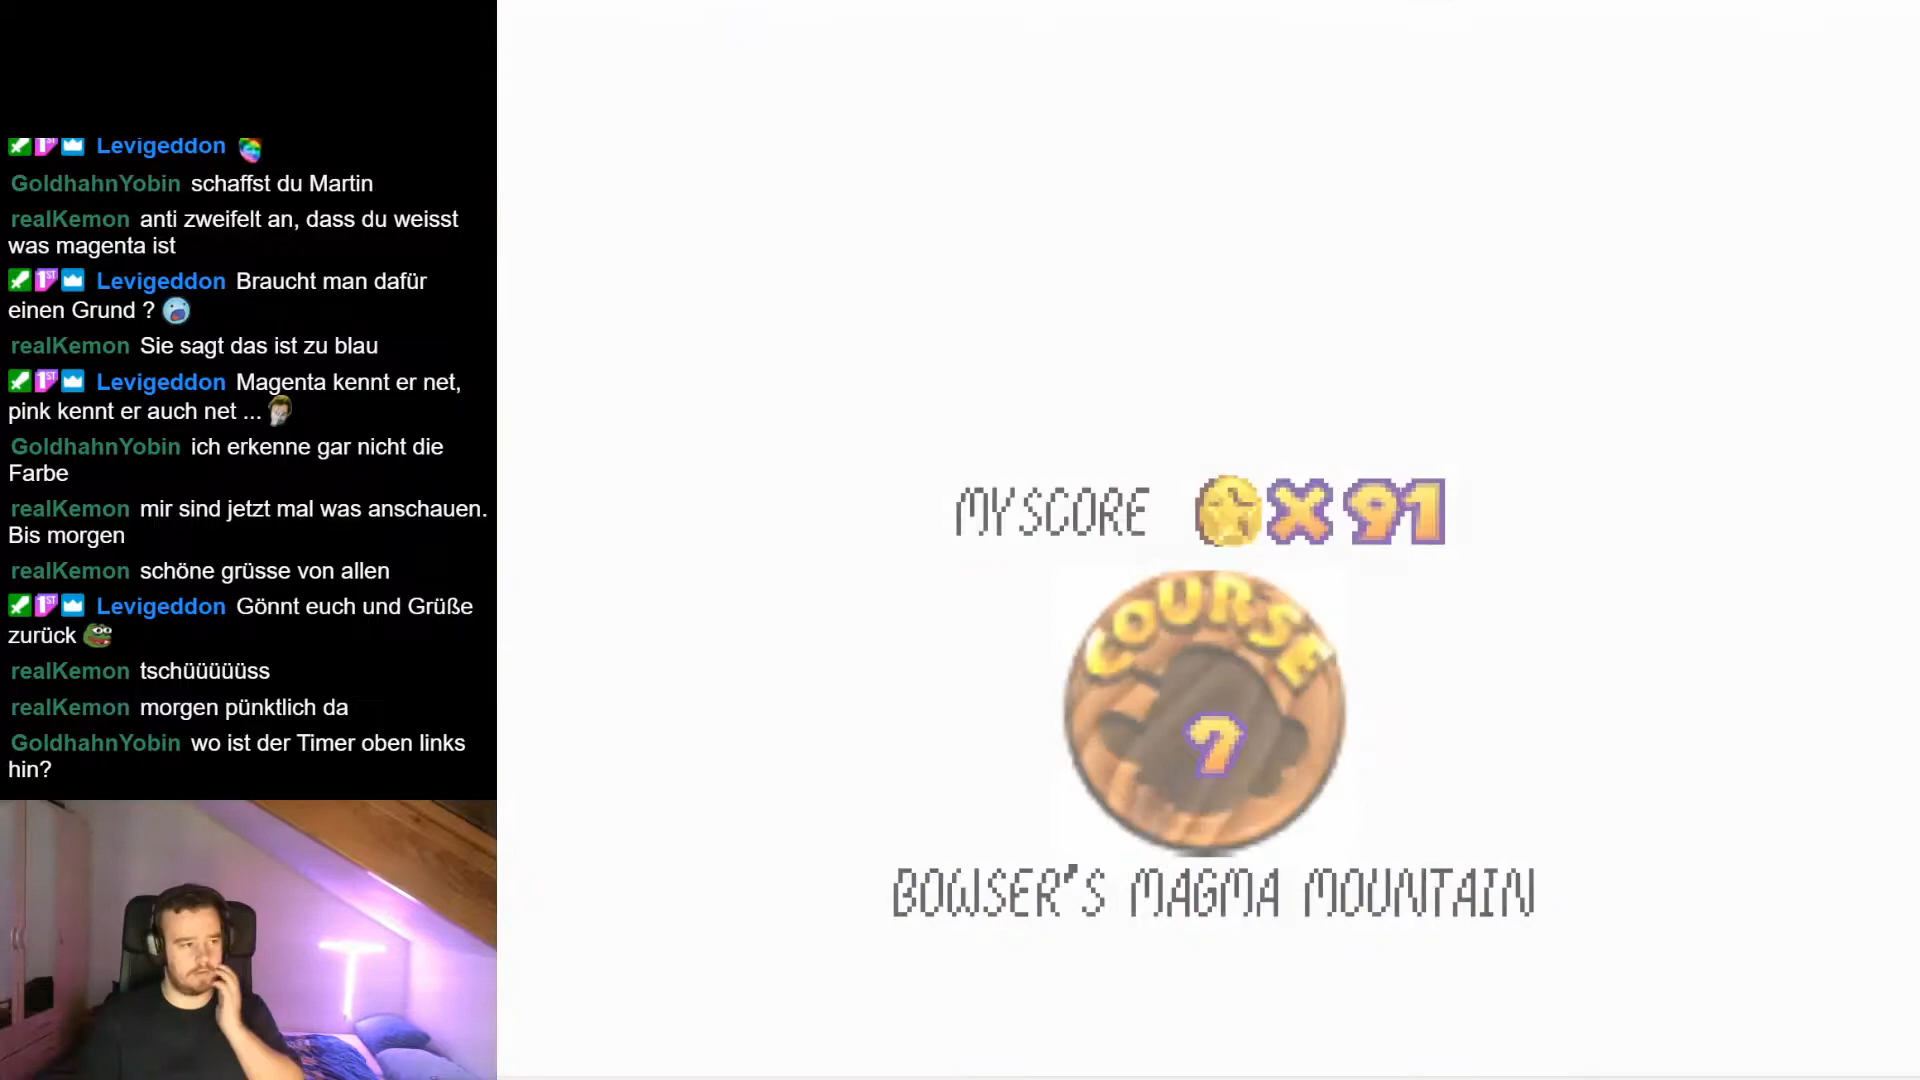 Levigeddon
GoldhahnYobin schaffst du Martin
realKemon anti zweifelt an, dass du weisst
was magenta ist
Levigeddon Braucht man dafür
einen Grund ?
realKemon Sie sagt das ist zu blau
Levigeddon Magenta kennt er net,
pink kennt er auch net ...
GoldhahnYobin ich erkenne gar nicht die
Farbe
realKemon mir sind jetzt mal was anschauen.
Bis morgen
realKemon schöne grüsse von allen
Levigeddon Gönnt euch und Grüße
zurück
realKemon tschüüüüüss
realKemon morgen pünktlich da
GoldhahnYobin wo ist der Timer oben links
hin?
MY SCORE × 91
COURSE
7
BOWSER'S MAGMA MOUNTAIN